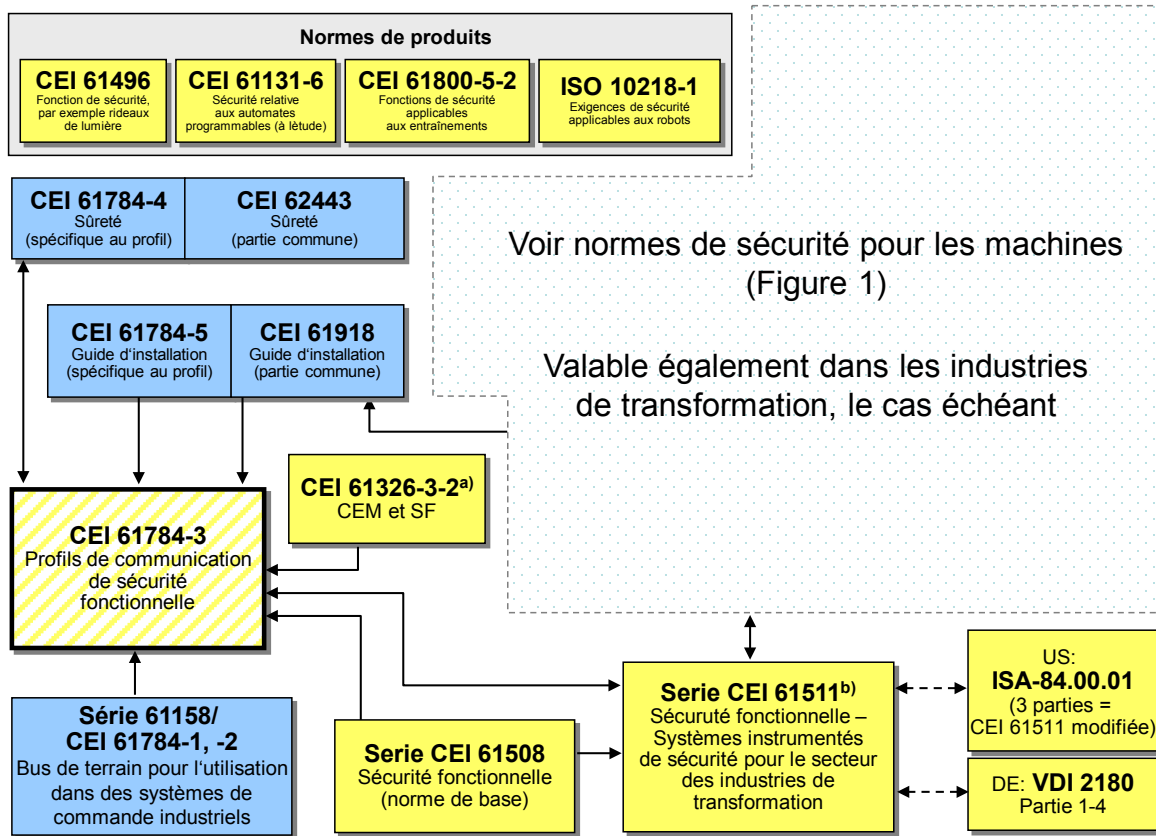 Normes de produits
CEI 61496
Fonction de sécurité,
par exemple rideaux
de lumière
CEI 61131-6
Sécurité relative
aux automates
programmables (à lètude)
CEI 61800-5-2
Fonctions de sécurité
applicables
aux entraînements
ISO 10218-1
Exigences de sécurité
applicables aux robots
CEI 61784-4
Sûreté
(spécifique au profil)
CEI 62443
Sûreté
(partie commune)
Voir normes de sécurité pour les machines
(Figure 1)
Valable également dans les industries
de transformation, le cas échéant
CEI 61784-5
Guide d‘installation
(spécifique au profil)
CEI 61918
Guide d‘installation
(partie commune)
CEI 61326-3-2a)
CEM et SF
CEI 61784-3
Profils de communication
de sécurité
fonctionnelle
Série 61158/
CEI 61784-1, -2
Bus de terrain pour l‘utilisation
dans des systèmes de
commande industriels
Serie CEI 61508
Sécurité fonctionnelle
(norme de base)
Serie CEI 61511b)
Sécuruté fonctionnelle –
Systèmes instrumentés
de sécurité pour le secteur
des industries de
transformation
US:
ISA-84.00.01
(3 parties =
CEI 61511 modifiée)
DE: VDI 2180
Partie 1-4